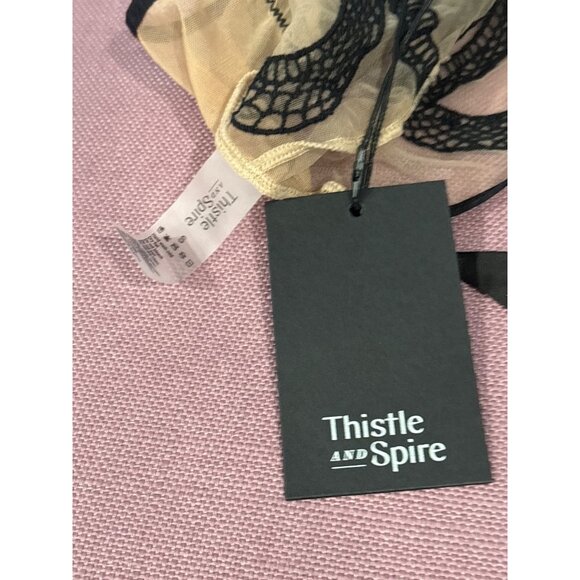 Thistle
AND
Spire
Thistle
AND Spire